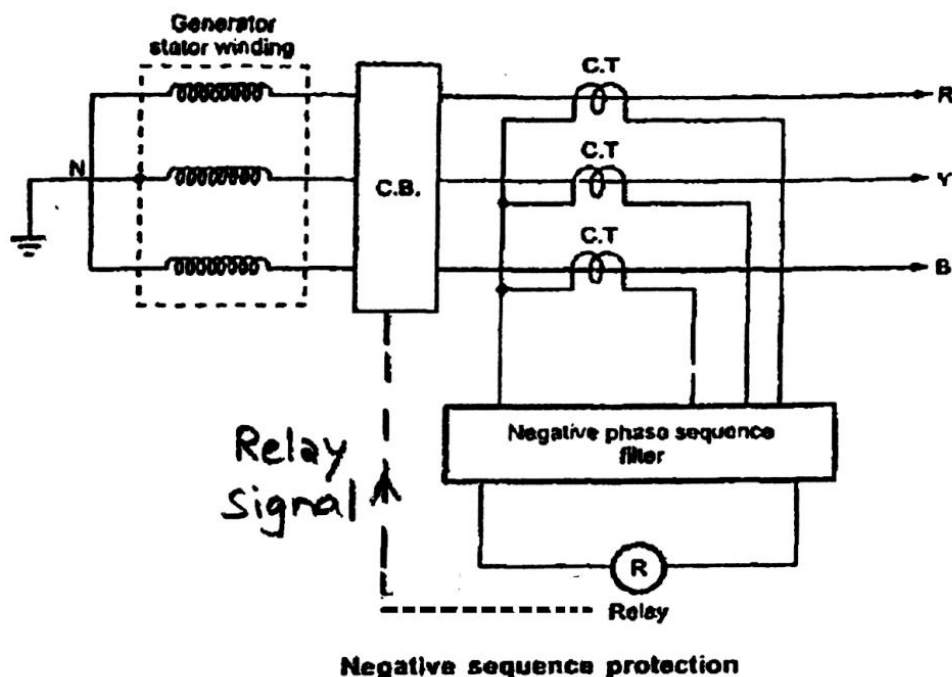 Generator
stator winding
C.T
R
N
C.B.
C.T
Y
C.T
B
Negative phase sequence
filter
Relay
signal
R
Relay
Negative sequence protection